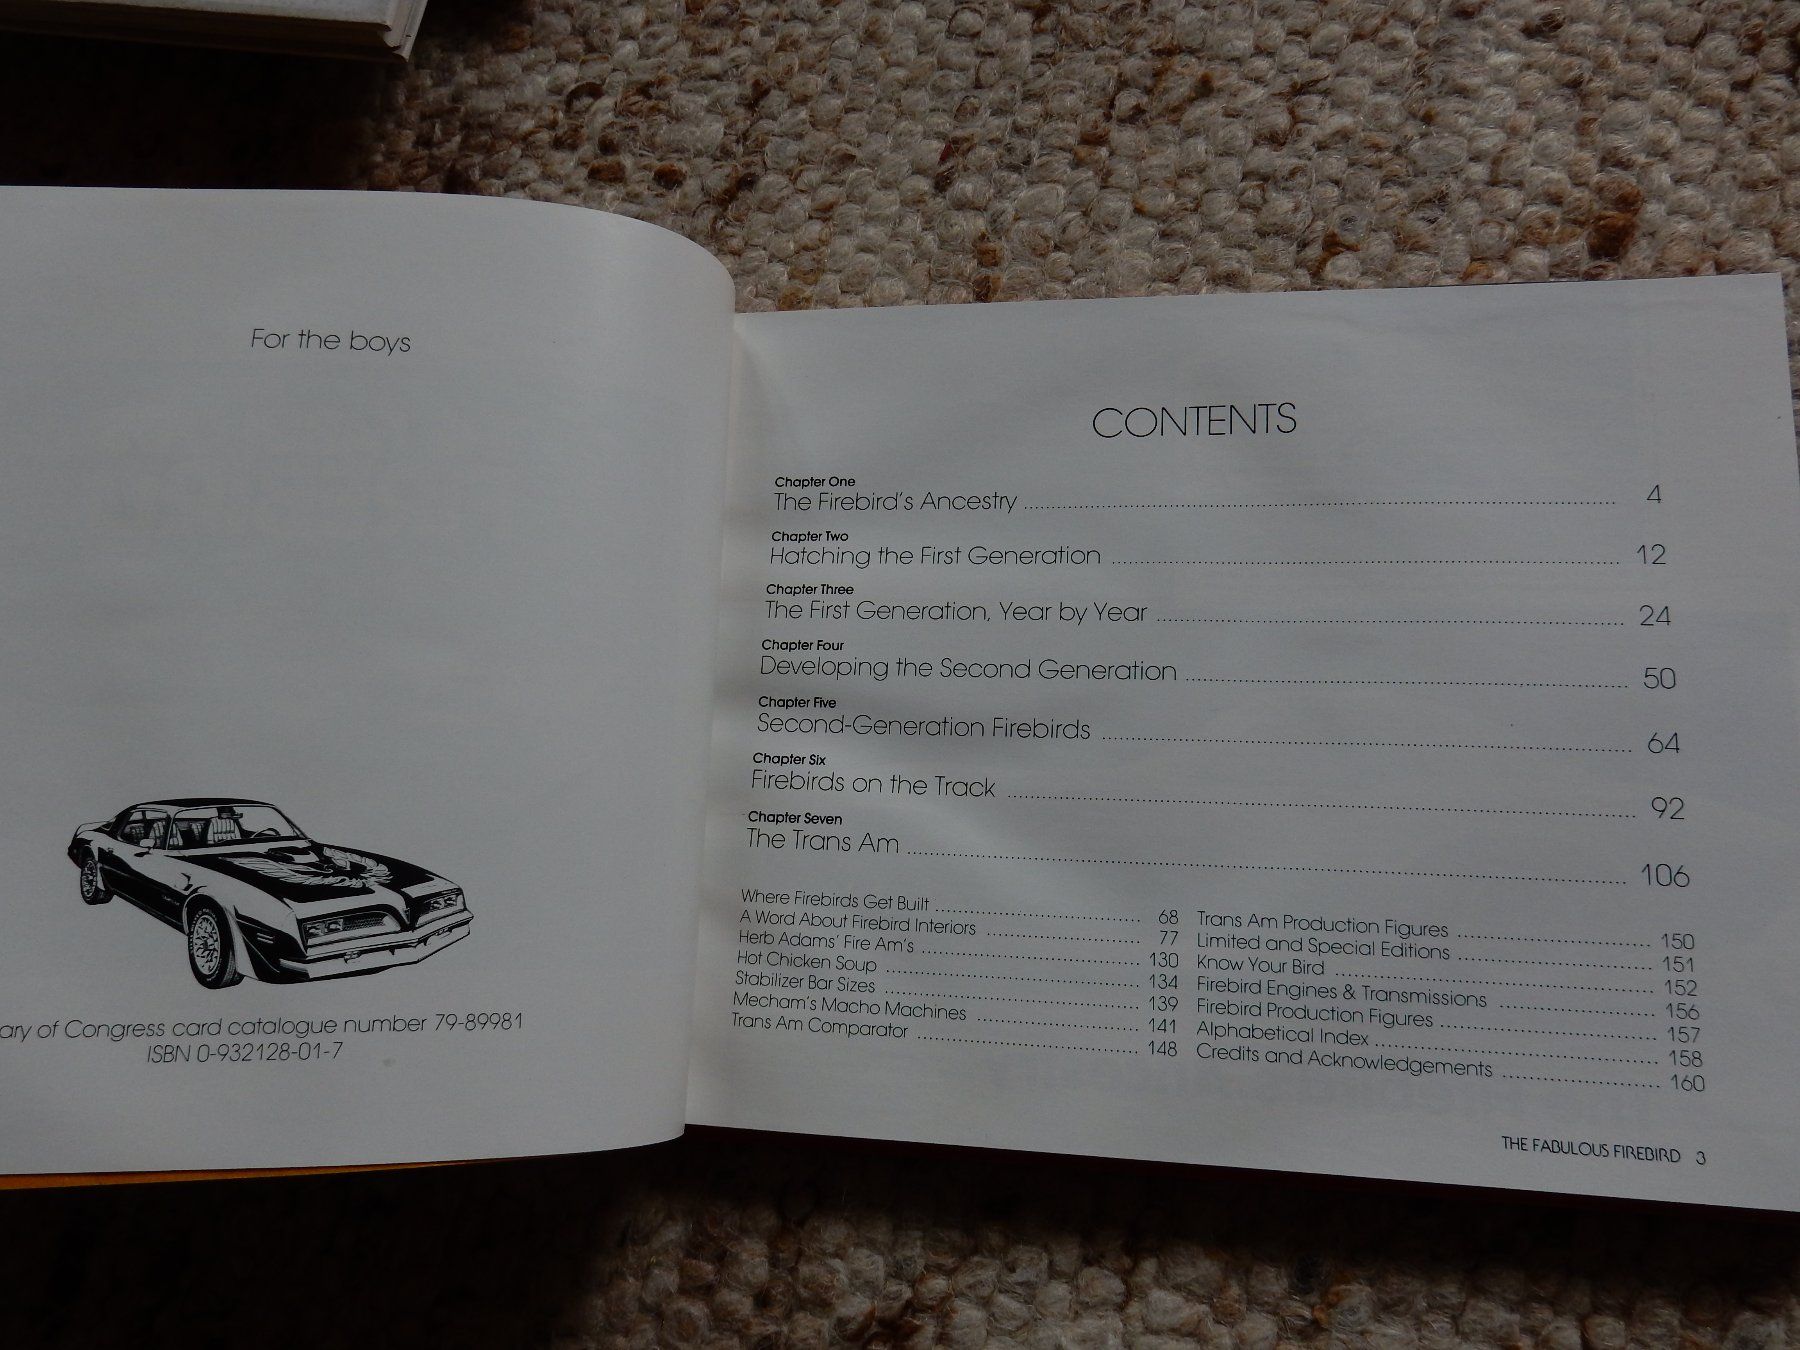 For the boys
ary of Congress card catalogue number 79-89981
ISBN 0-932128-01-7
CONTENTS
Chapter One
The Firebird's Ancestry 4
Chapter Two
Hatching the First Generation 12
Chapter Three
The First Generation, Year by Year 24
Chapter Four
Developing the Second Generation 50
Chapter Five
Second-Generation Firebirds 64
Chapter Six
Firebirds on the Track 92
Chapter Seven
The Trans Am 106
Where Firebirds Get Built 68
A Word About Firebird Interiors 77
Herb Adams' Fire Am's 130
Hot Chicken Soup 134
Stabilizer Bar Sizes 139
Mecham's Macho Machines 141
Trans Am Comparator 148
Trans Am Production Figures 150
Limited and Special Editions 151
Know Your Bird 152
Firebird Engines & Transmissions 156
Firebird Production Figures 157
Alphabetical Index 158
Credits and Acknowledgements 160
THE FABULOUS FIREBIRD 3